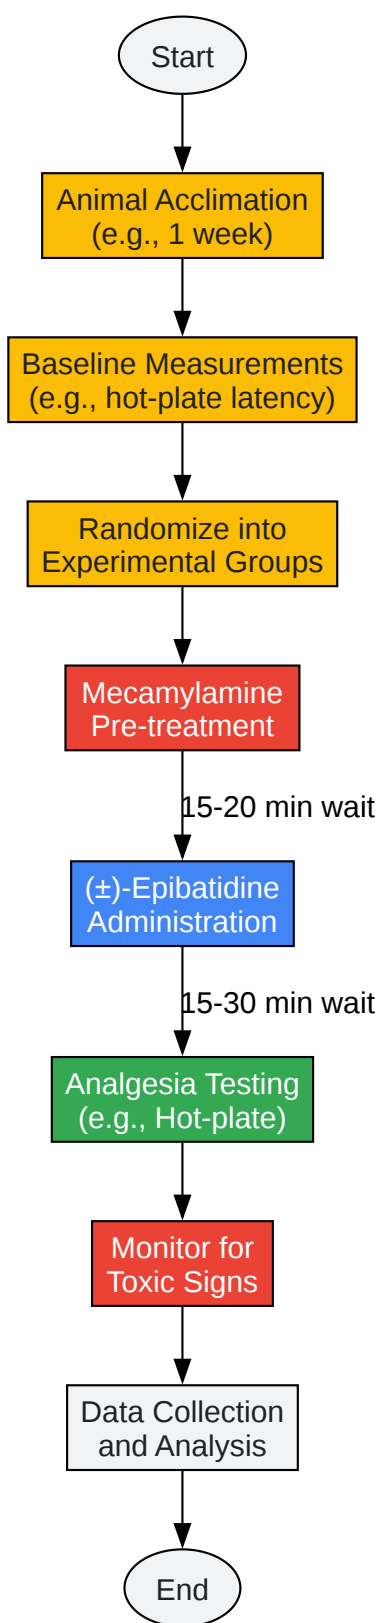 Start
Animal Acclimation
(e.g., 1 week)
Baseline Measurements
(e.g., hot-plate latency)
Randomize into
Experimental Groups
Mecamylamine
Pre-treatment
15-20 min wait
(±)-Epibatidine
Administration
15-30 min wait
Analgesia Testing
(e.g., Hot-plate)
Monitor for
Toxic Signs
Data Collection
and Analysis
End